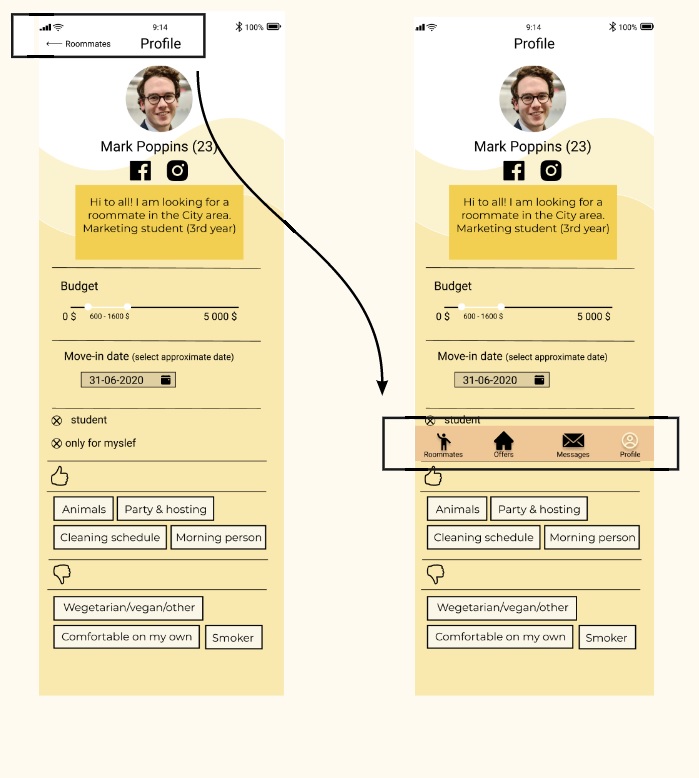 9:14
100%
Roommates
Profile
Mark Poppins (23)
Hi to all! I am looking for a
roommate in the City area.
Marketing student (3rd year)
Budget
0 $
600 - 1600 $
5 000 $
Move-in date (select approximate date)
31-06-2020
student
only for myslef
Animals
Party & hosting
Cleaning schedule
Morning person
Wegetarian/vegan/other
Comfortable on my own
Smoker
9:14
100%
Profile
Mark Poppins (23)
Hi to all! I am looking for a
roommate in the City area.
Marketing student (3rd year)
Budget
0 $
600 - 1600 $
5 000 $
Move-in date (select approximate date)
31-06-2020
student
Roommates
Offers
Messages
Profile
Animals
Party & hosting
Cleaning schedule
Morning person
Wegetarian/vegan/other
Comfortable on my own
Smoker